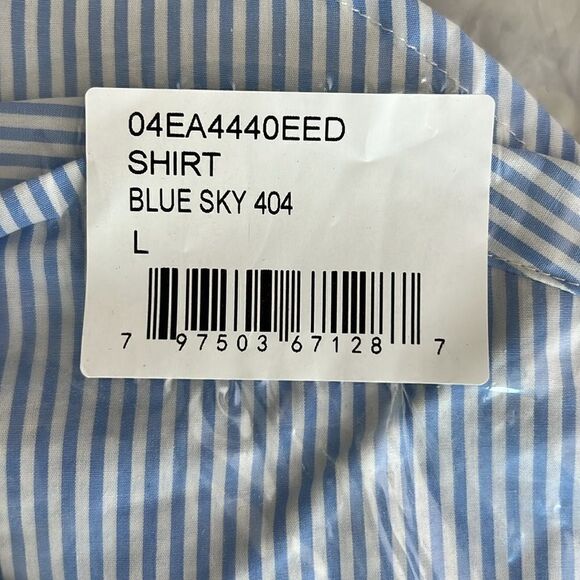 04EA4440EED
SHIRT
BLUE SKY 404
L
7 97503 67128 7